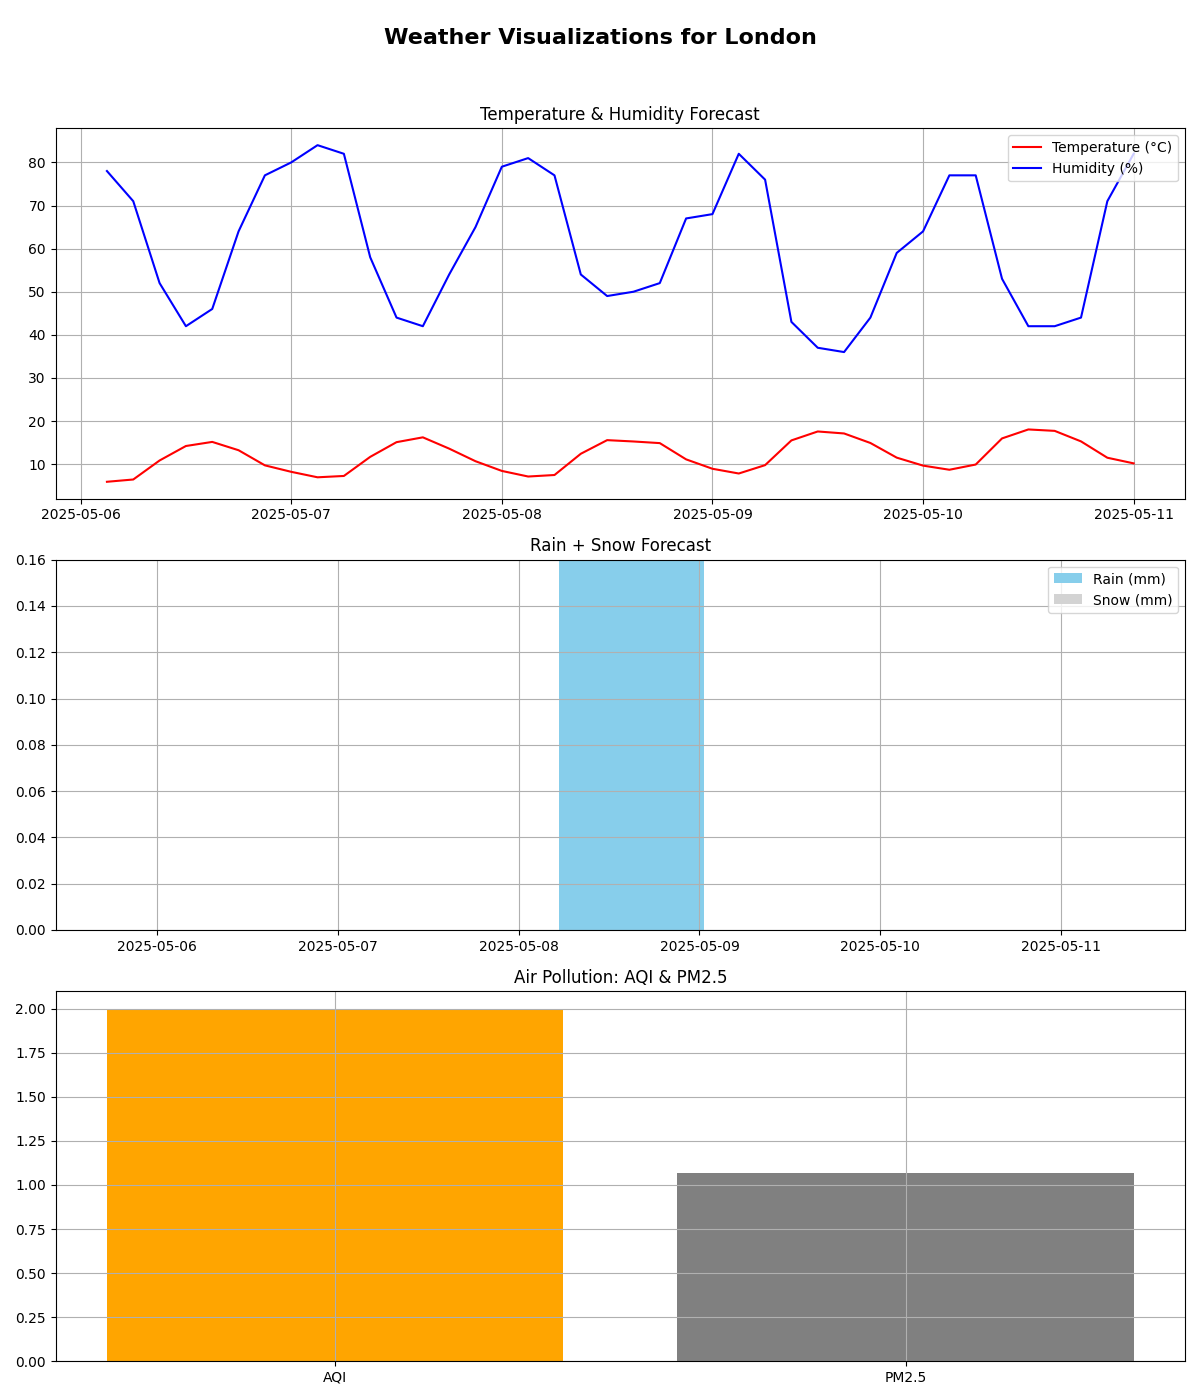 Weather Visualizations for London
Temperature & Humidity Forecast
Temperature (°C)
Humidity (%)
80
70
60
50
40
30
20
10
2025-05-06 2025-05-07 2025-05-08 2025-05-09 2025-05-10 2025-05-11
Rain + Snow Forecast
Rain (mm)
Snow (mm)
0.16
0.14
0.12
0.10
0.08
0.06
0.04
0.02
0.00
2025-05-06 2025-05-07 2025-05-08 2025-05-09 2025-05-10 2025-05-11
Air Pollution: AQI & PM2.5
2.00
1.75
1.50
1.25
1.00
0.75
0.50
0.25
0.00
AQI PM2.5